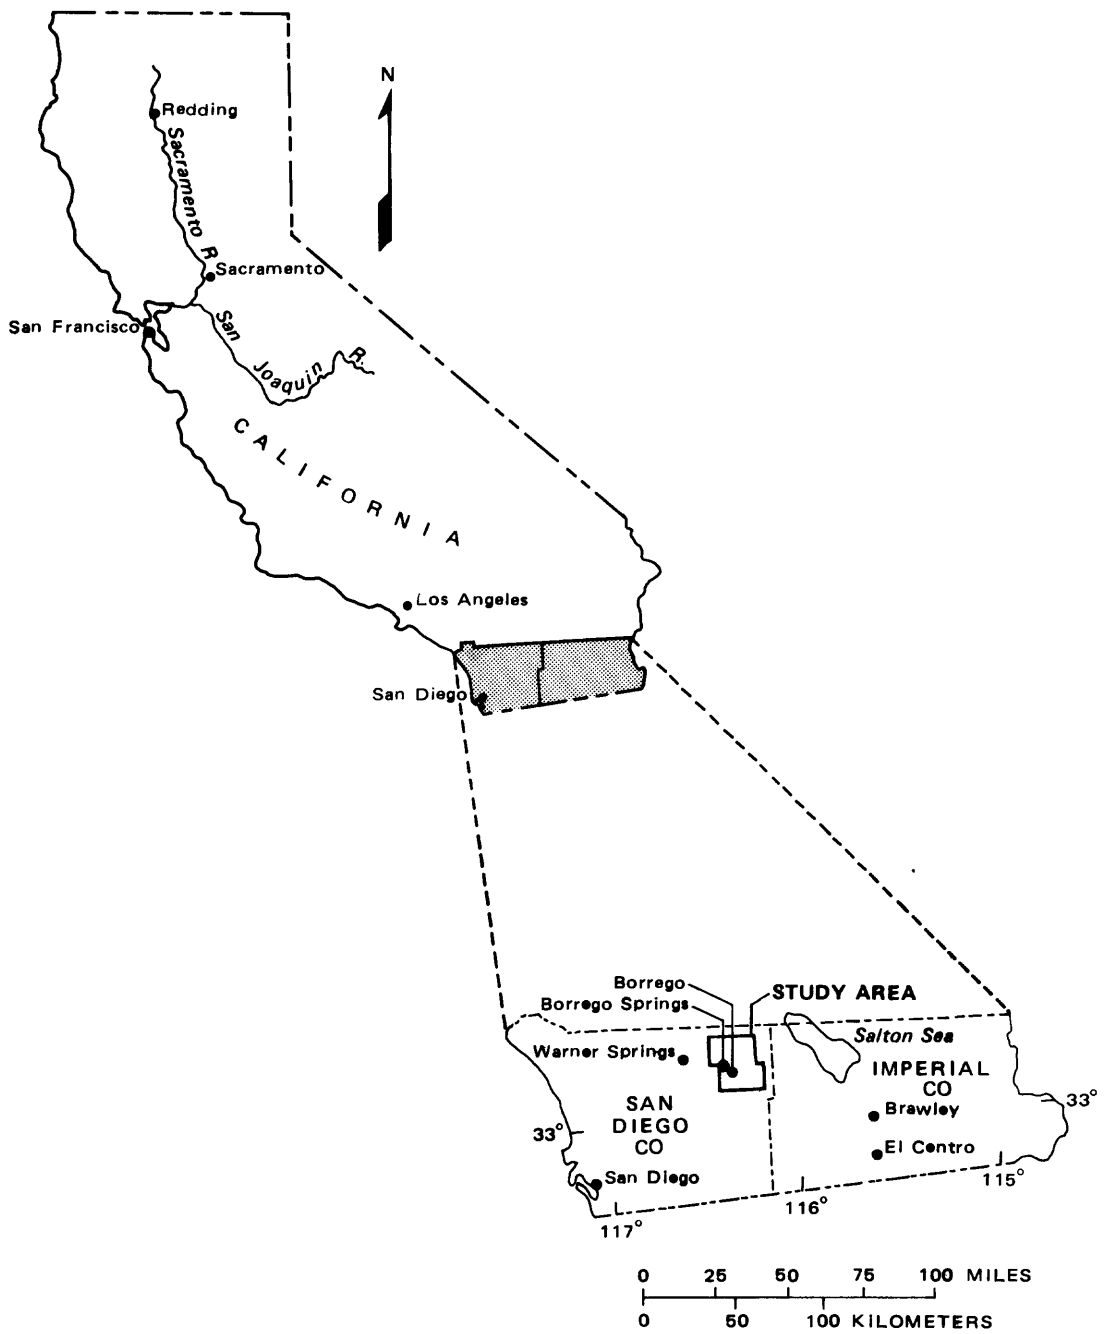 N
Redding
Sacramento R
Sacramento
San Francisco
San Joaquin R.
CALIFORNIA
Los Angeles
San Diego
Borrego
STUDY AREA
Borrego Springs
Salton Sea
Warner Springs
IMPERIAL
CO
33°
SAN
DIEGO
CO
Brawley
33°
El Centro
San Diego
115°
116°
117°
0 25 50 75 100 MILES
0 50 100 KILOMETERS